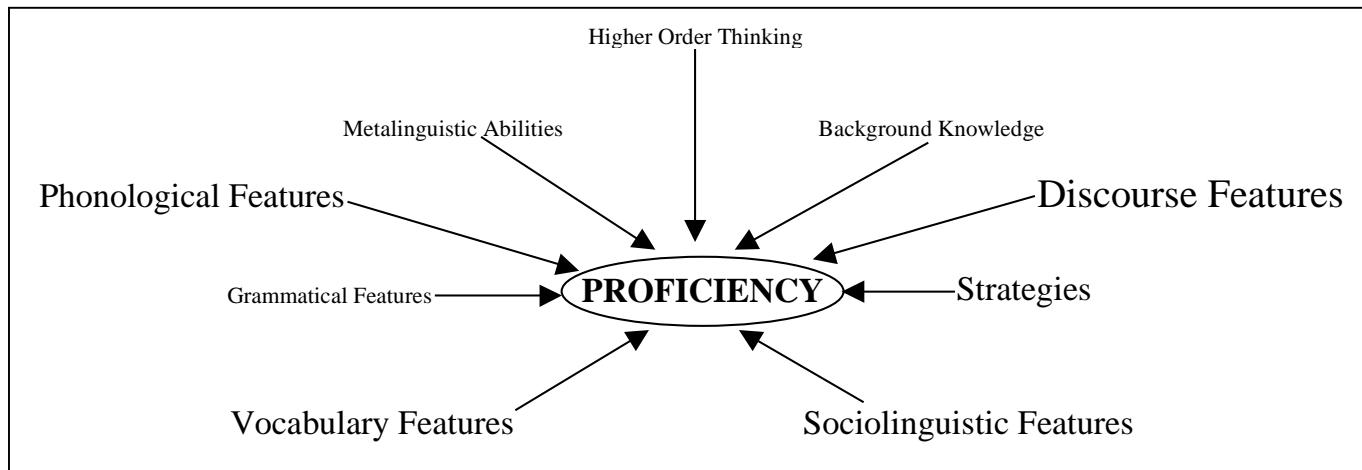 Higher Order Thinking
Metalinguistic Abilities
Background Knowledge
Phonological Features
Discourse Features
Grammatical Features
PROFICIENCY
Strategies
Vocabulary Features
Sociolinguistic Features